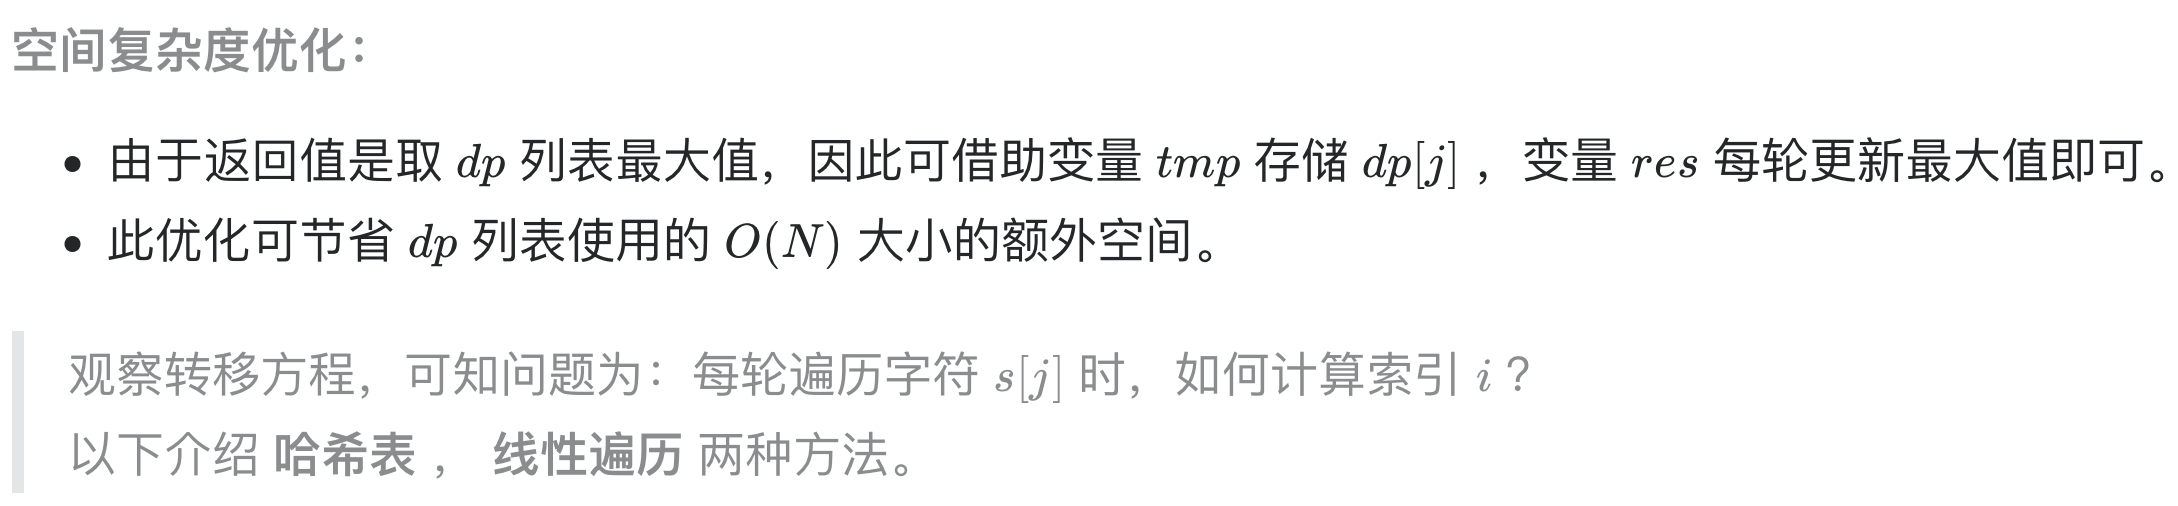 空间复杂度优化：
• 由于返回值是取 dp 列表最大值，因此可借助变量 tmp 存储 dp[j] ，变量 res 每轮更新最大值即可。
• 此优化可节省 dp 列表使用的 O(N) 大小的额外空间。
观察转移方程，可知问题为：每轮遍历字符 s[j] 时，如何计算索引 i ？
以下介绍 哈希表 ， 线性遍历 两种方法。